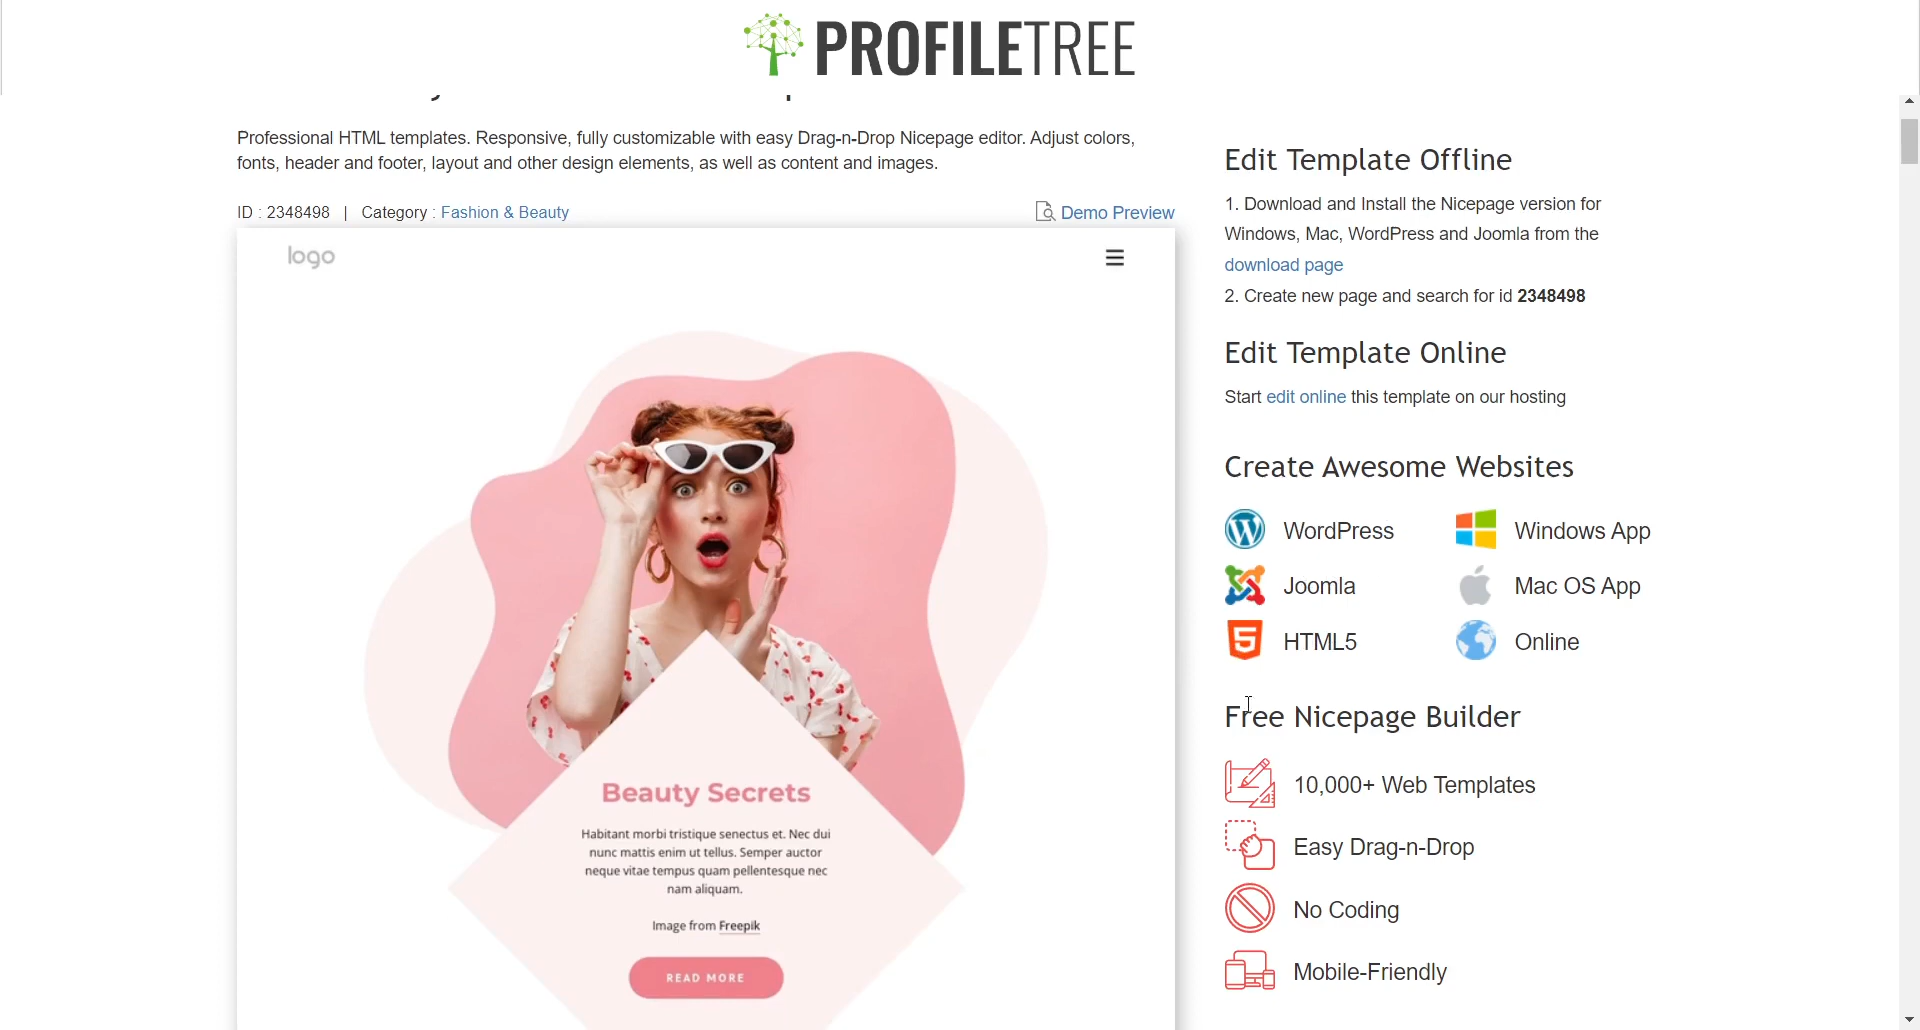 PROFILETREE
Professional HTML templates. Responsive, fully customizable with easy Drag-n-Drop Nicepage editor. Adjust colors,
fonts, header and footer, layout and other design elements, as well as content and images.
ID : 2348498 | Category : Fashion & Beauty
Demo Preview
logo
Beauty Secrets
Habitant morbi tristique senectus et. Nec dui
nunc mattis enim ut tellus. Semper auctor
neque vitae tempus quam pellentesque nec
nam aliquam.
Image from Freepik
READ MORE
Edit Template Offline
1. Download and Install the Nicepage version for
Windows, Mac, WordPress and Joomla from the
download page
2. Create new page and search for id 2348498
Edit Template Online
Start edit online this template on our hosting
Create Awesome Websites
WordPress
Windows App
Joomla
Mac OS App
HTML5
Online
Free Nicepage Builder
10,000+ Web Templates
Easy Drag-n-Drop
No Coding
Mobile-Friendly